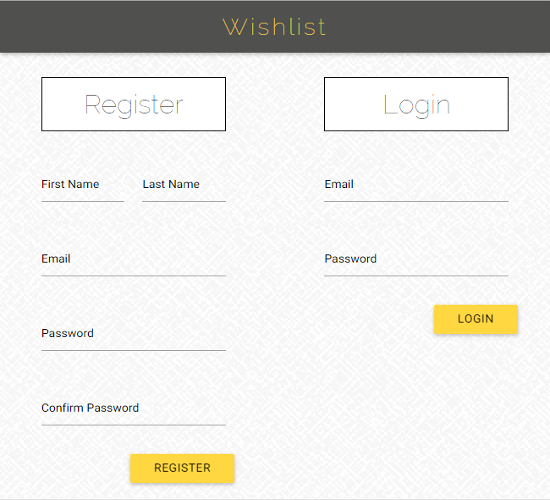 Wishlist
Register
First Name Last Name
Email
Password
Confirm Password
REGISTER
Login
Email
Password
LOGIN